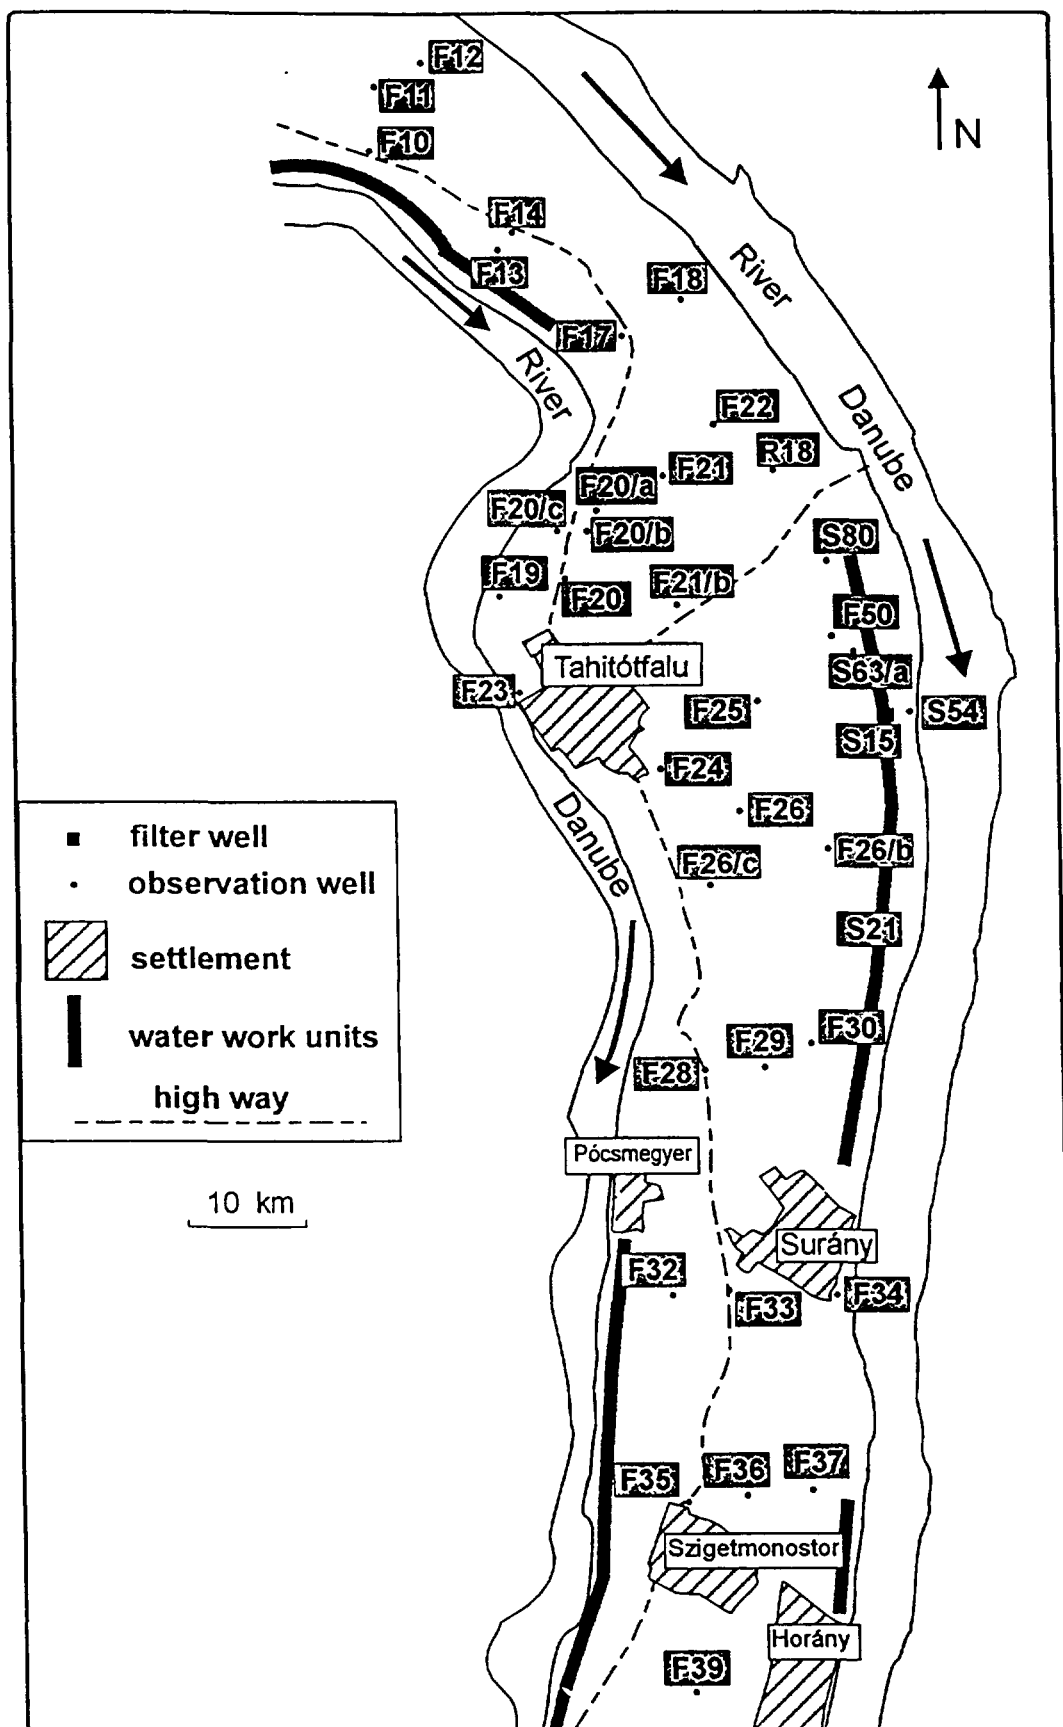 F12
F11
F10
N
F14
F13
F18
River
F17
River
F22
Danube
R18
F21
F20/a
F20/c
F20/b
S80
F19
F21/b
F20
F50
Tahitótfalu
S63/a
F23
F25
S54
S15
F24
Danube
F26
filter well
F26/b
F26/c
observation well
S21
settlement
F30
water work units
F29
F28
high way
Pócsmegyer
10 km
Surány
F32
F33
F34
F37
F36
F35
Szigetmonostor
Horány
F39